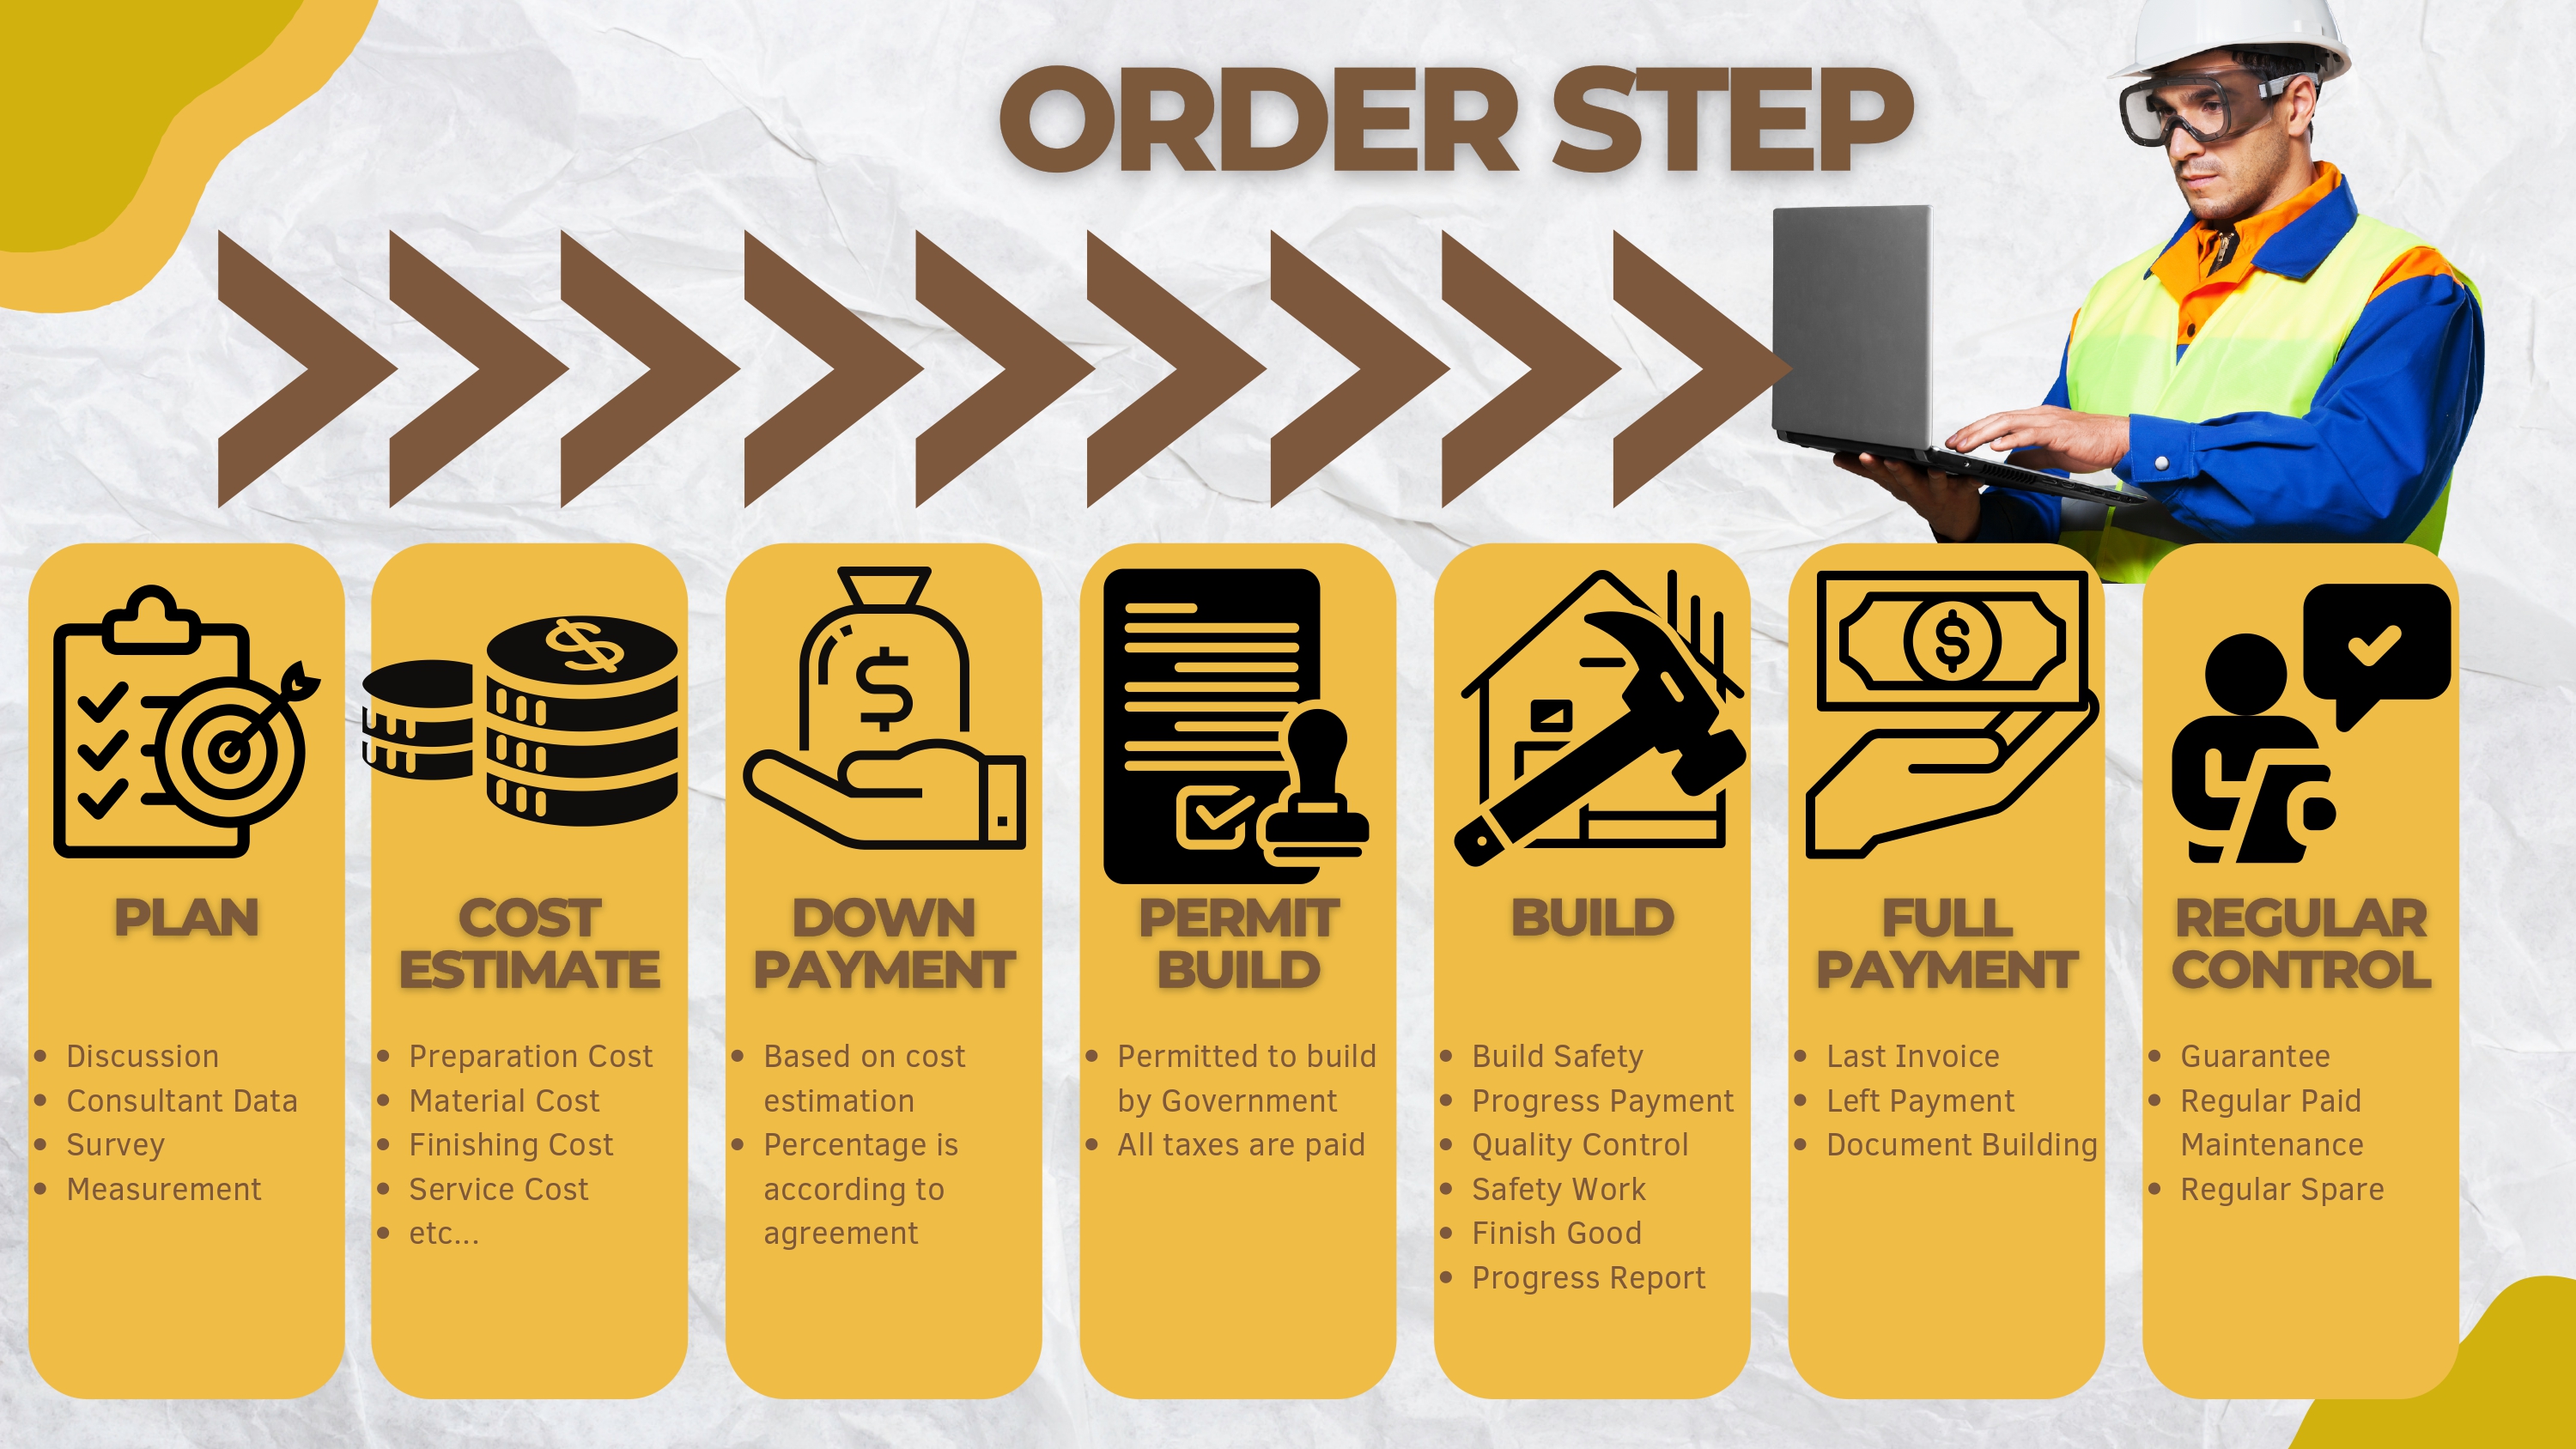 ORDER STEP
PLAN
• Discussion
• Consultant Data
• Survey
• Measurement
COST
ESTIMATE
• Preparation Cost
• Material Cost
• Finishing Cost
• Service Cost
• etc...
DOWN
PAYMENT
• Based on cost
estimation
• Percentage is
according to
agreement
PERMIT
BUILD
• Permitted to build
by Government
• All taxes are paid
BUILD
• Build Safety
• Progress Payment
• Quality Control
• Safety Work
• Finish Good
• Progress Report
FULL
PAYMENT
• Last Invoice
• Left Payment
• Document Building
REGULAR
CONTROL
• Guarantee
• Regular Paid
Maintenance
• Regular Spare